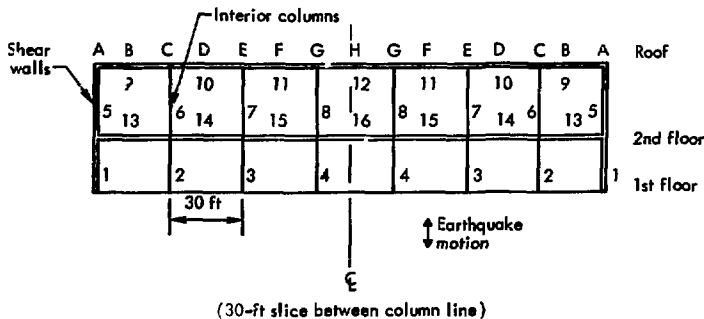 Interior columns
Shear walls
A B C D E F G H G F E D C B A Roof
9 10 11 12 11 10 9
5 6 7 8 8 7 6 5
13 14 15 16 15 14 13
2nd floor
1 2 3 4 4 3 2 1 1st floor
30 ft
Earthquake motion
℄
(30-ft slice between column line)